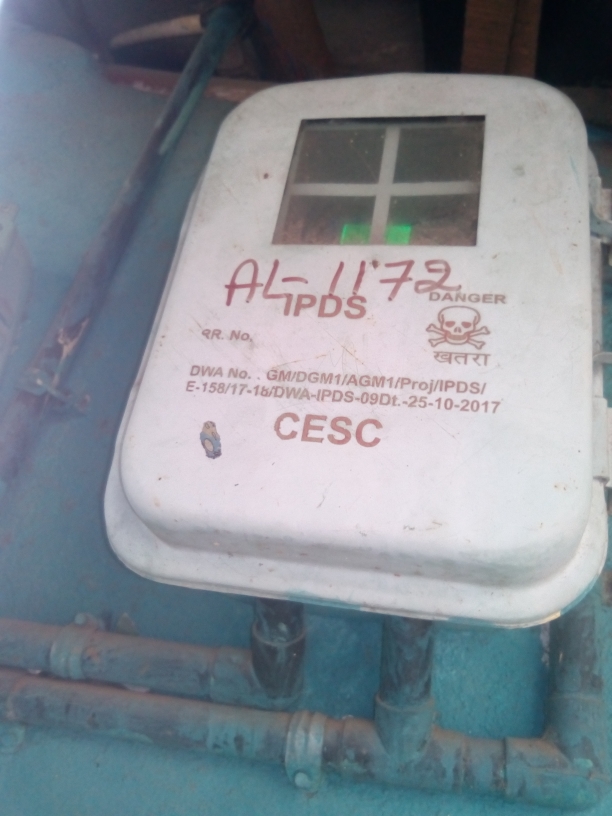 AL-1172
IPDS
DANGER
खतरा
RR. No.
DWA No. . GM/DGM1/AGM1/Proj/IPDS/
E-158/17-18/DWA-IPDS-09Dt.-25-10-2017
CESC